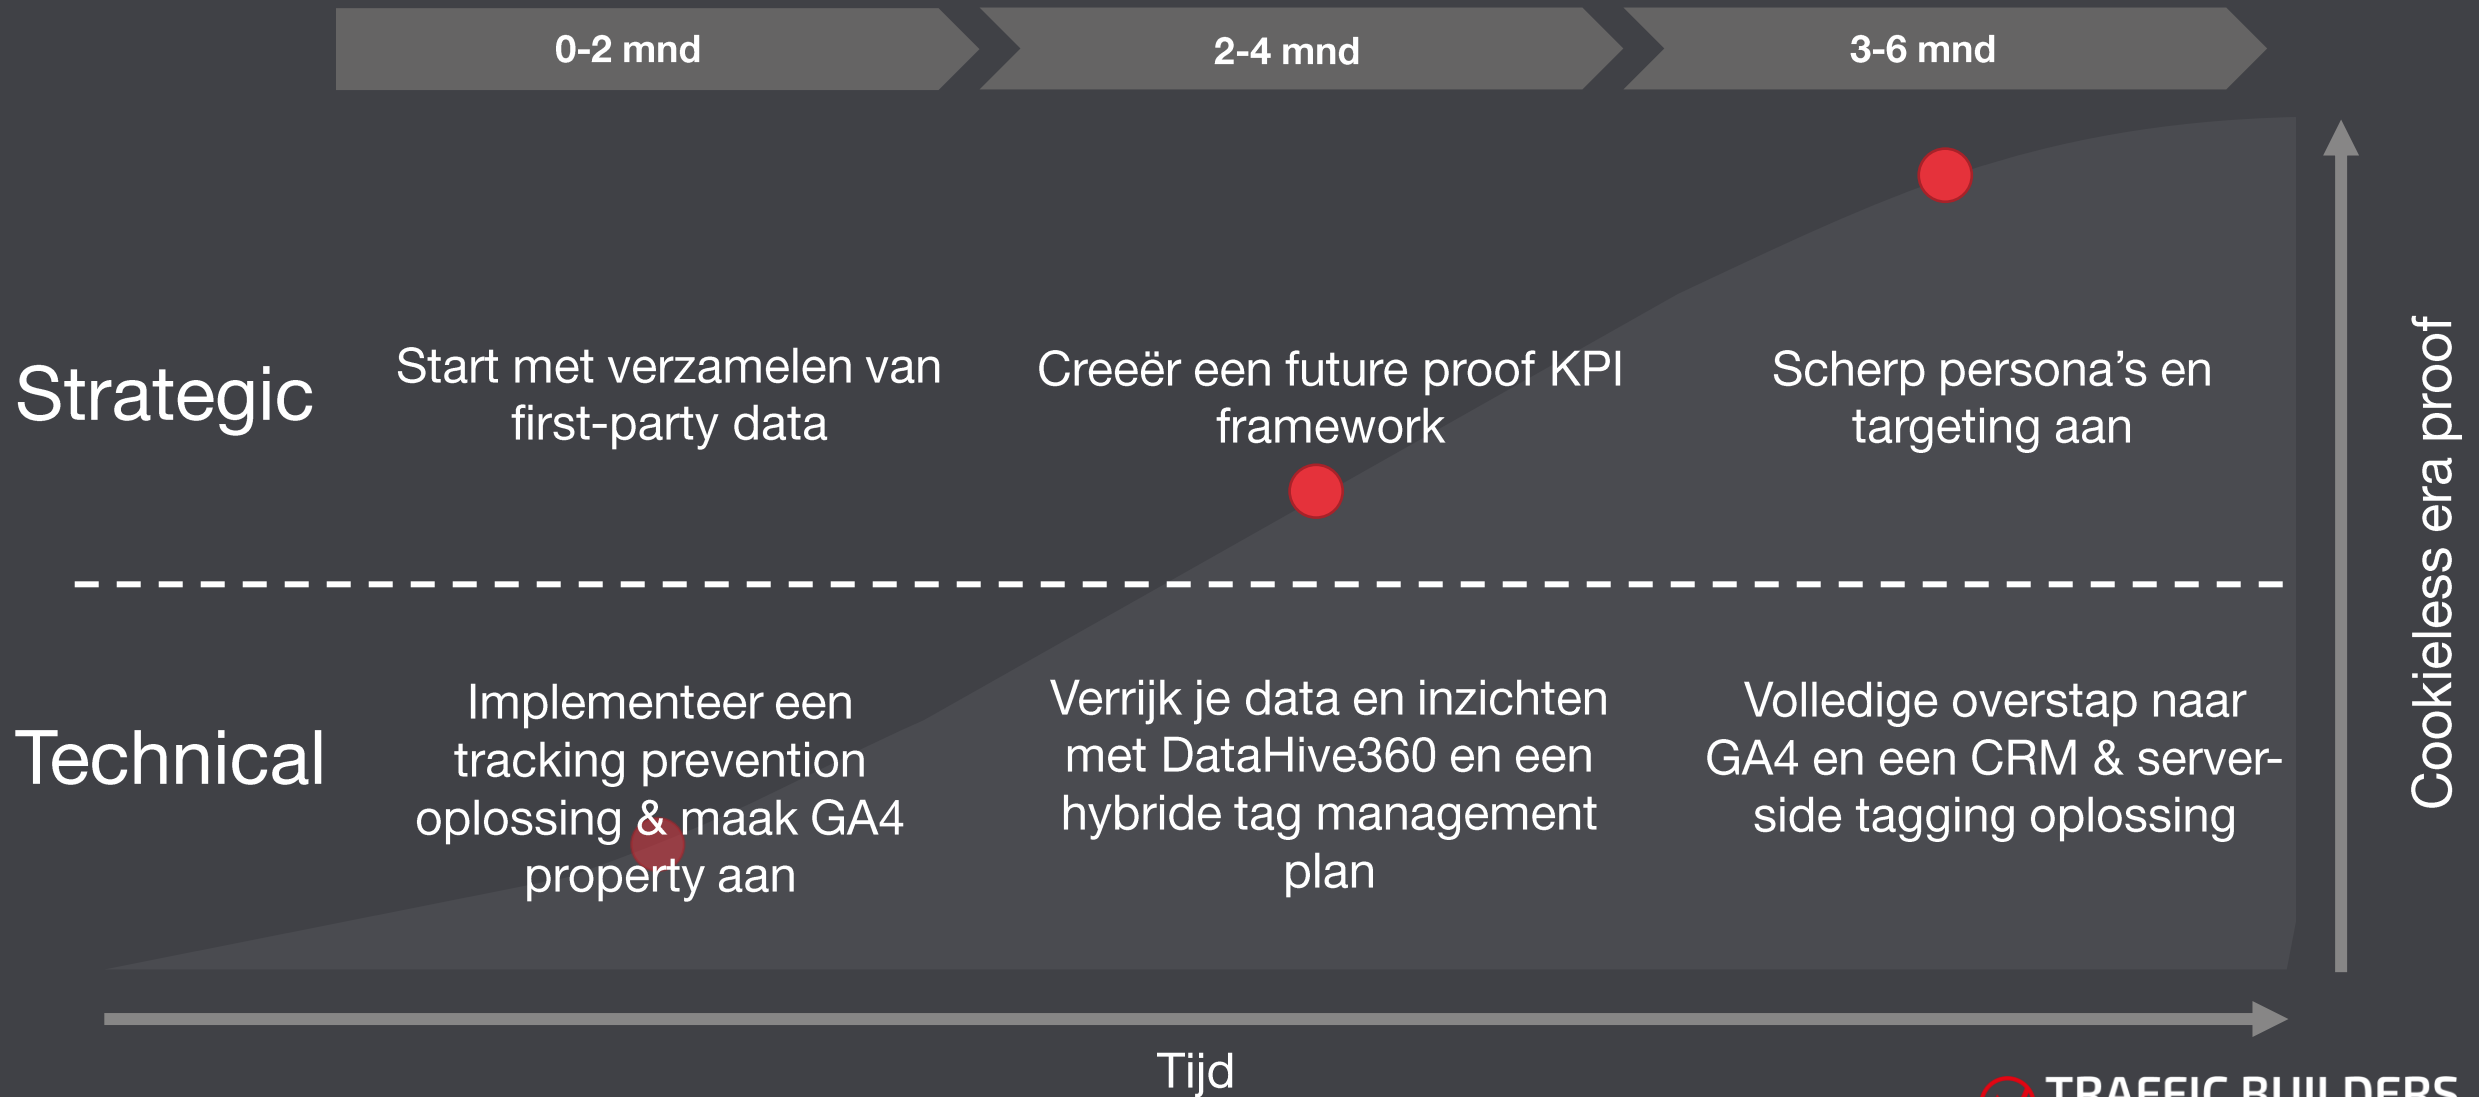 0-2 mnd
2-4 mnd
3-6 mnd
Strategic
Start met verzamelen van
first-party data
Creeër een future proof KPI
framework
Scherp persona’s en
targeting aan
Technical
Implementeer een
tracking prevention
oplossing & maak GA4
property aan
Verrijk je data en inzichten
met DataHive360 en een
hybride tag management
plan
Volledige overstap naar
GA4 en een CRM & server-
side tagging oplossing
Cookieless era proof
Tijd
TRAFFIC BUILDERS